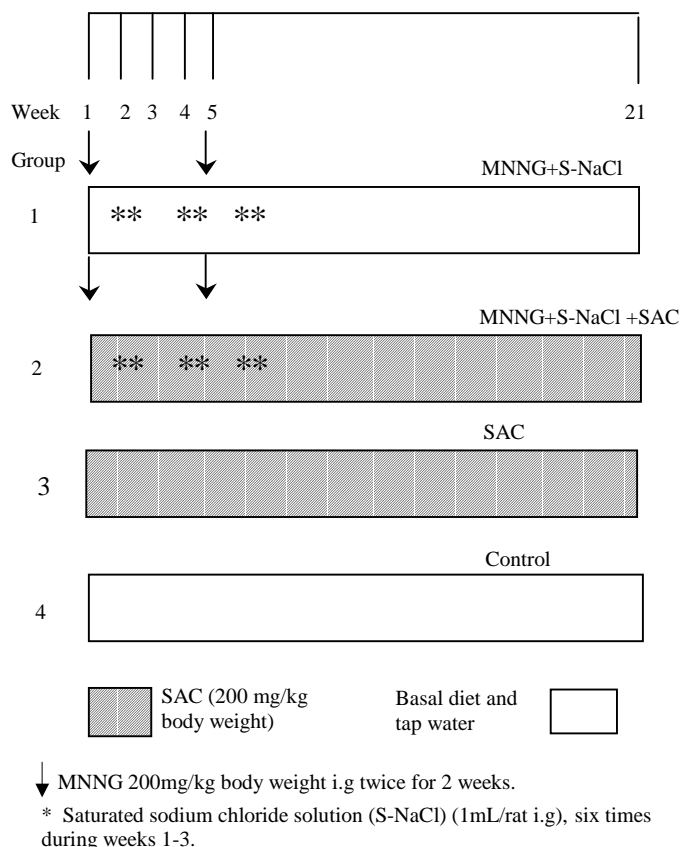 Week 1 2 3 4 5 21
Group
MNNG+S-NaCl
1 ** ** **
MNNG+S-NaCl +SAC
2 ** ** **
SAC
3
Control
4
SAC (200 mg/kg
body weight)
Basal diet and
tap water
MNNG 200mg/kg body weight i.g twice for 2 weeks.
* Saturated sodium chloride solution (S-NaCl) (1mL/rat i.g), six times
during weeks 1-3.